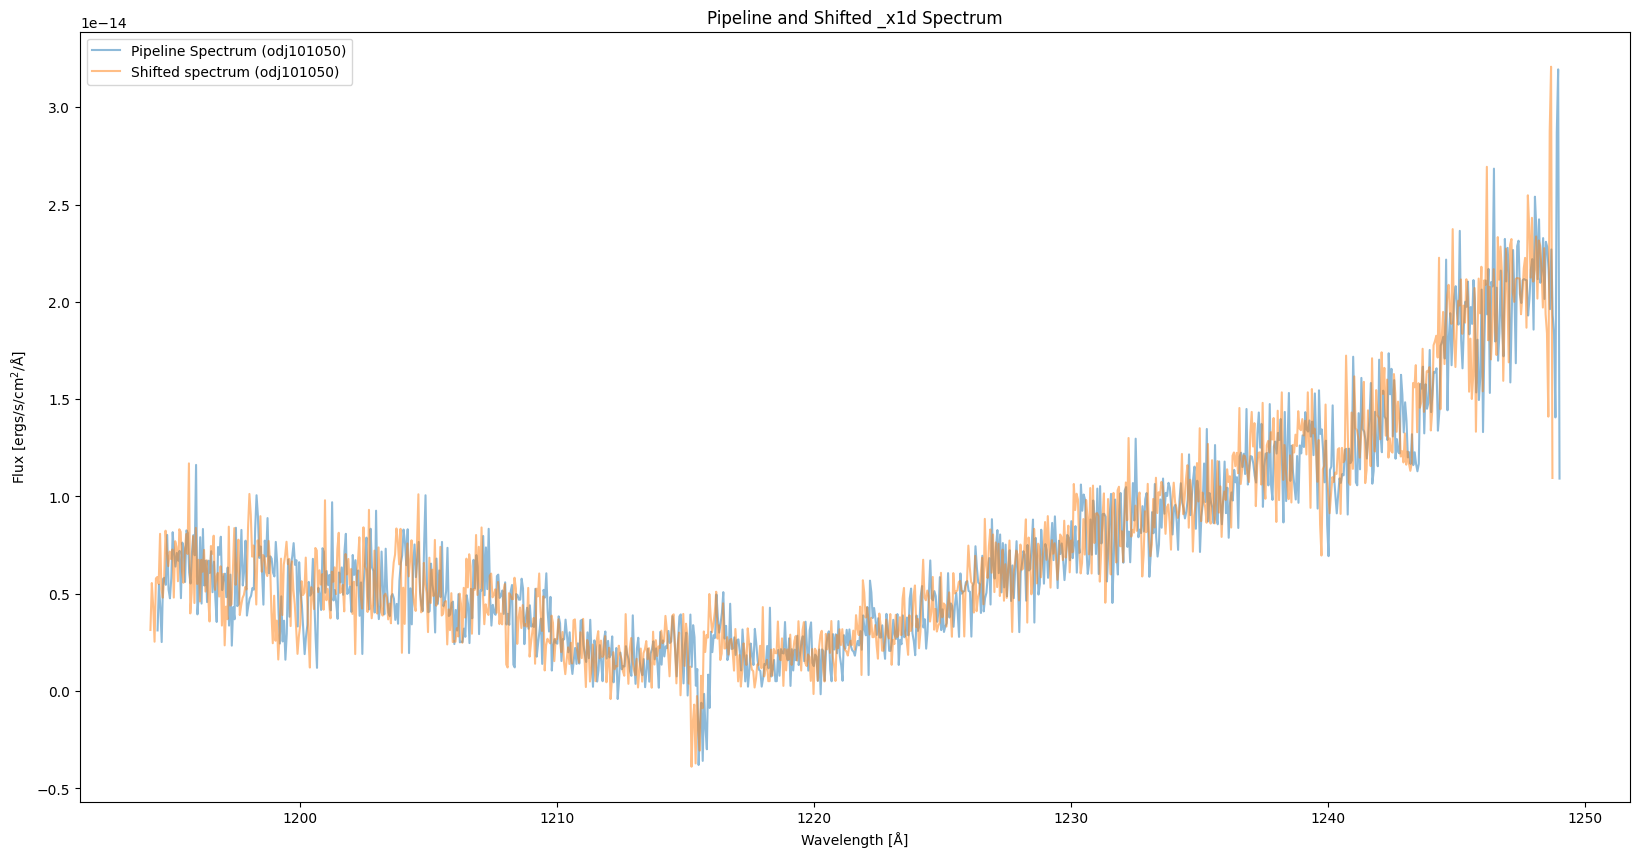 Pipeline and Shifted _x1d Spectrum
1e−14
Pipeline Spectrum (odj101050)
Shifted spectrum (odj101050)
3.0
2.5
2.0
1.5
1.0
0.5
0.0
−0.5
Flux [ergs/s/cm²/Å]
1200 1210 1220 1230 1240 1250
Wavelength [Å]